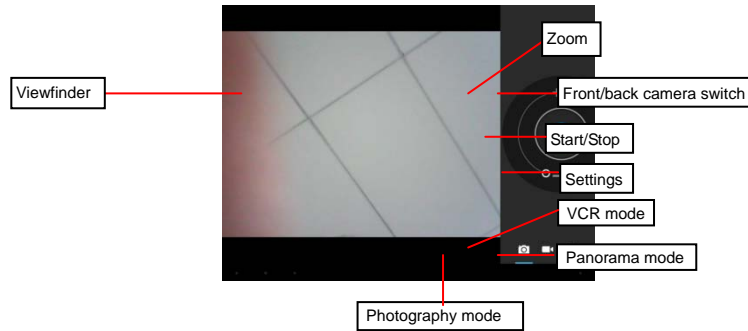 Zoom
Viewfinder
Front/back camera switch
Start/Stop
Settings
VCR mode
Panorama mode
Photography mode